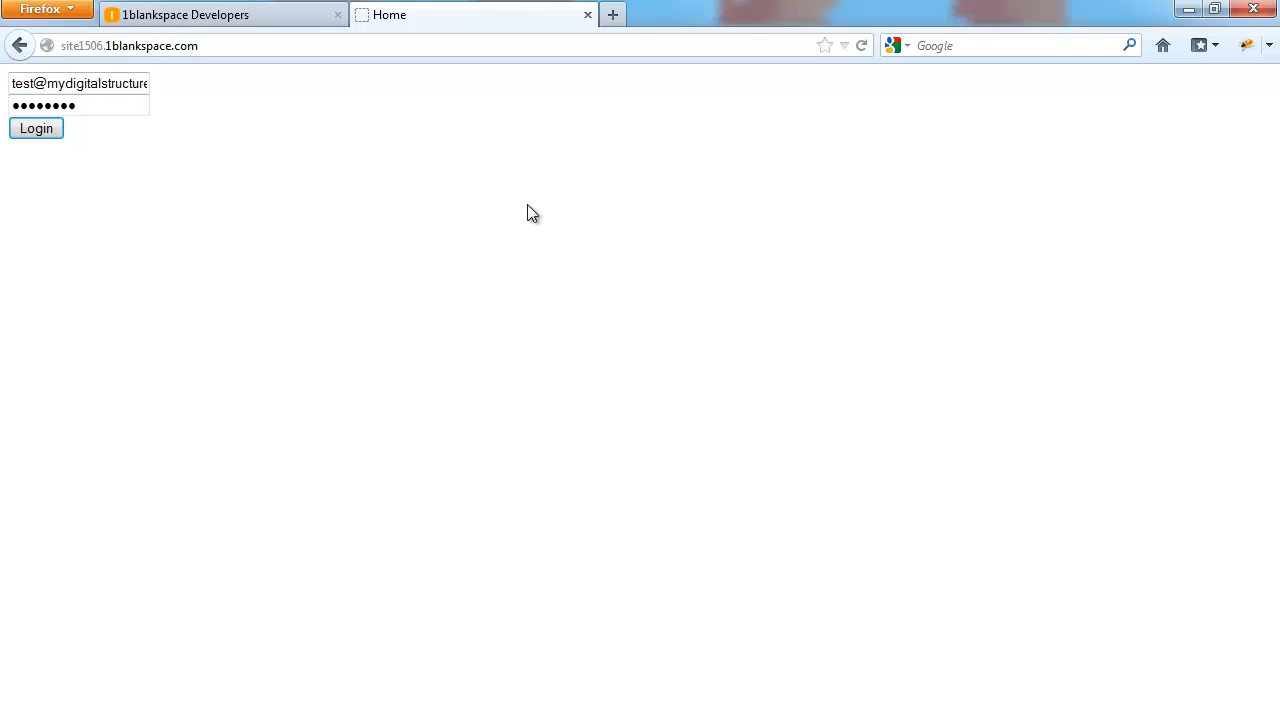 Firefox
1blankspace Developers
Home
site1506.1blankspace.com
Google
test@mydigitalstructure
Login